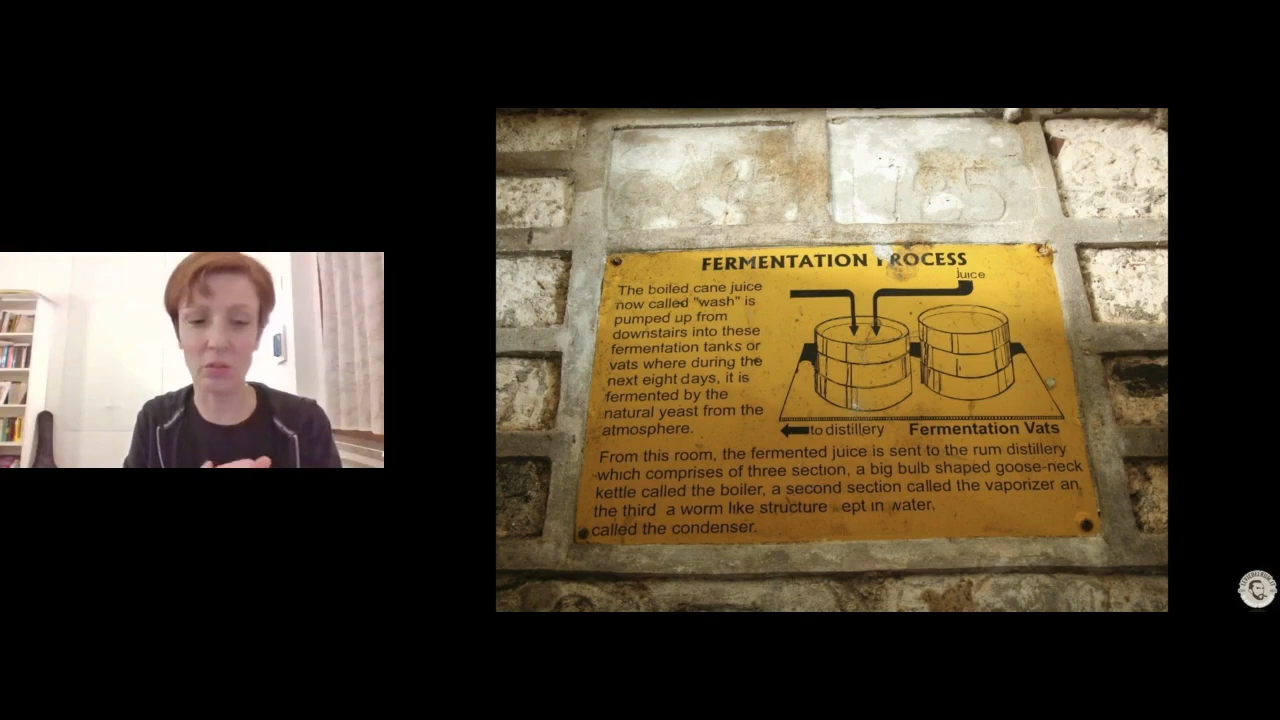 FERMENTATION PROCESS
juice
The boiled cane juice
now called "wash" is
pumped up from
downstairs into these
fermentation tanks or
vats where during the
next eight days, it is
fermented by the
natural yeast from the
atmosphere.
to distillery
Fermentation Vats
From this room, the fermented juice is sent to the rum distillery
which comprises of three section, a big bulb shaped goose-neck
kettle called the boiler, a second section called the vaporizer an
the third a worm like structure ept in water,
called the condenser.